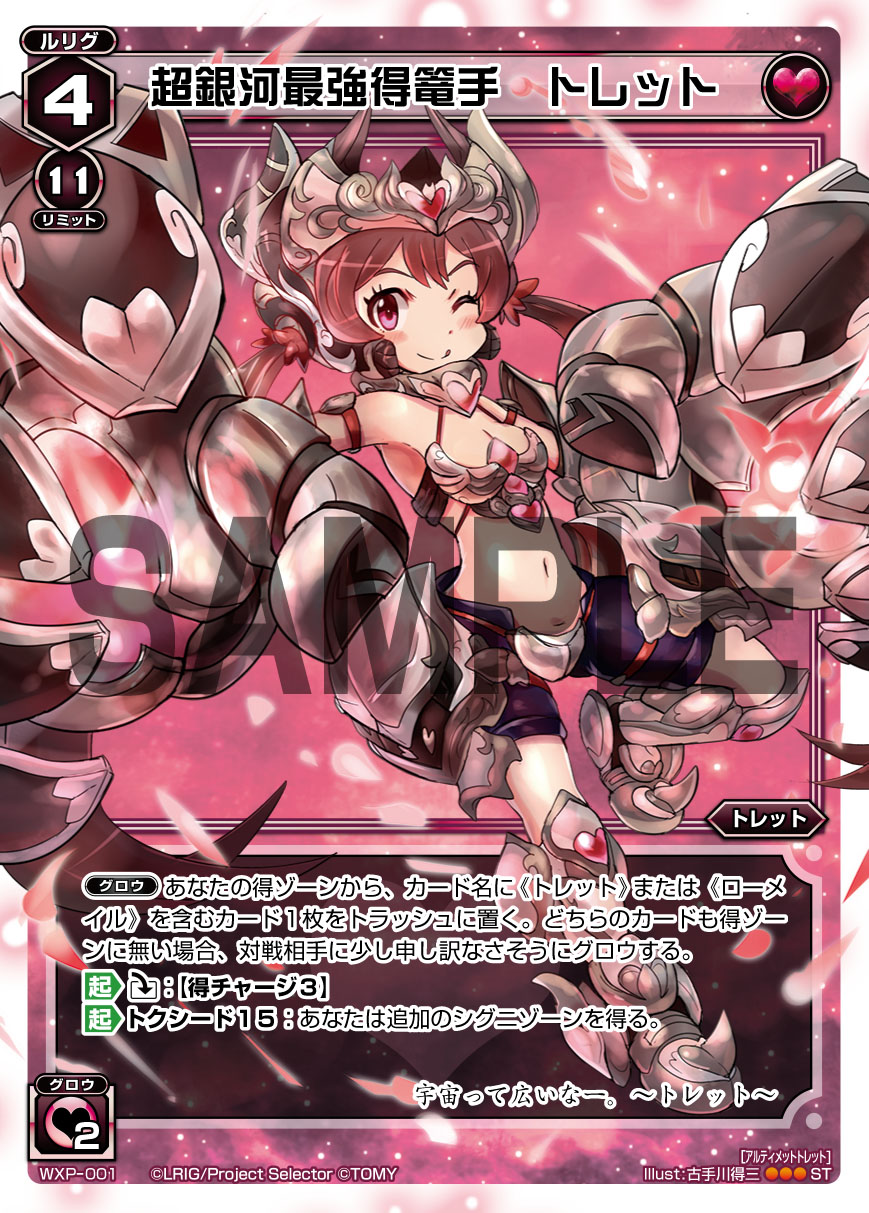 ルリグ
4
超銀河最強得篭手 トレット
11
リミット
SAMPLE
トレット
グロウ あなたの得ゾーンから、カード名に《トレット》または《ローメ
イル》を含むカード１枚をトラッシュに置く。どちらのカードも得ゾー
ンに無い場合、対戦相手に少し申し訳なさそうにグロウする。
起 ：【得チャージ３】
起 トクシード１５：あなたは追加のシグニゾーンを得る。
宇宙って広いなー。～トレット～
グロウ
2
[アルティメットトレット]
WXP-001 ©LRIG/Project Selector ©TOMY Illust:古手川得三 ST